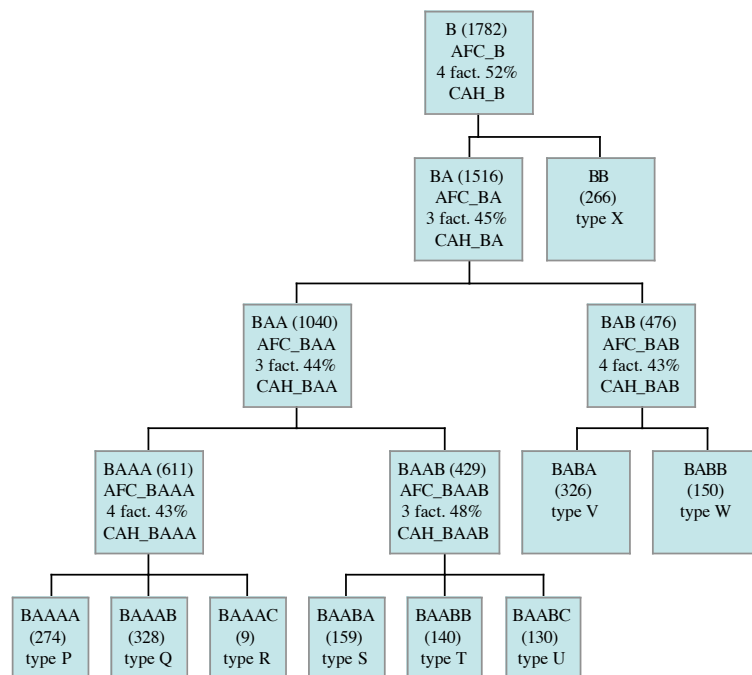 B (1782)
AFC_B
4 fact. 52%
CAH_B
BA (1516)
AFC_BA
3 fact. 45%
CAH_BA
BB
(266)
type X
BAA (1040)
AFC_BAA
3 fact. 44%
CAH_BAA
BAB (476)
AFC_BAB
4 fact. 43%
CAH_BAB
BAAA (611)
AFC_BAAA
4 fact. 43%
CAH_BAAA
BAAB (429)
AFC_BAAB
3 fact. 48%
CAH_BAAB
BABA
(326)
type V
BABB
(150)
type W
BAAAA
(274)
type P
BAAAB
(328)
type Q
BAAAC
(9)
type R
BAABA
(159)
type S
BAABB
(140)
type T
BAABC
(130)
type U